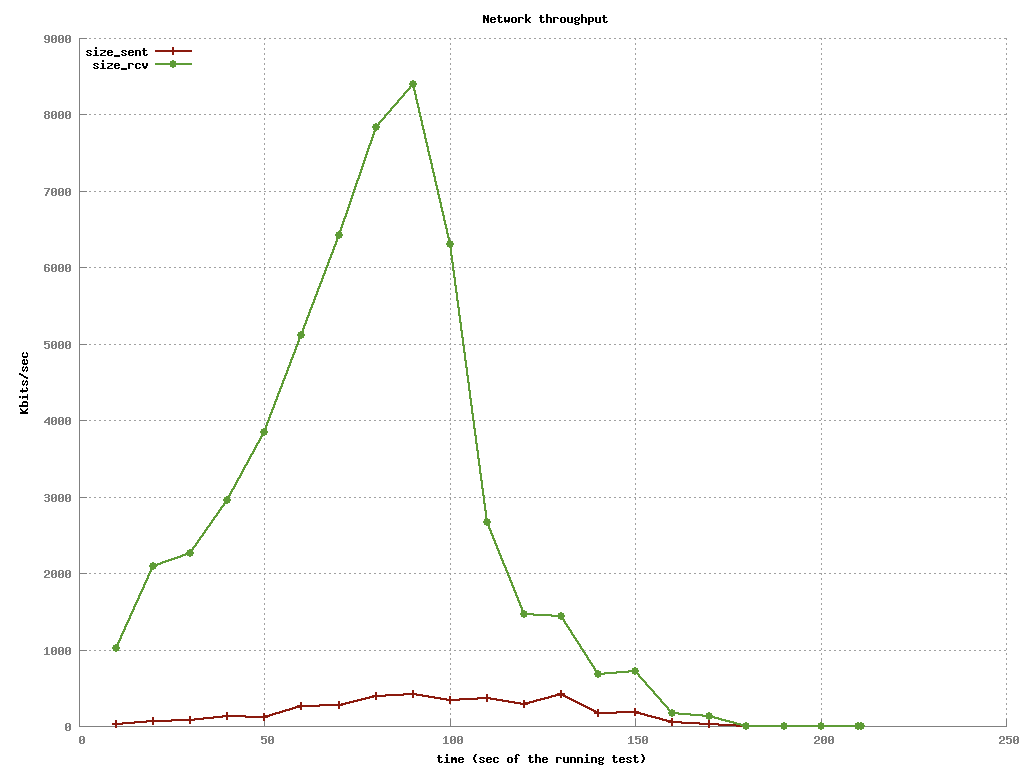 Network throughput
9000
size_sent
size_rcv
8000
7000
6000
5000
Kbits/sec
4000
3000
2000
1000
0
0 50 100 150 200 250
time (sec of the running test)